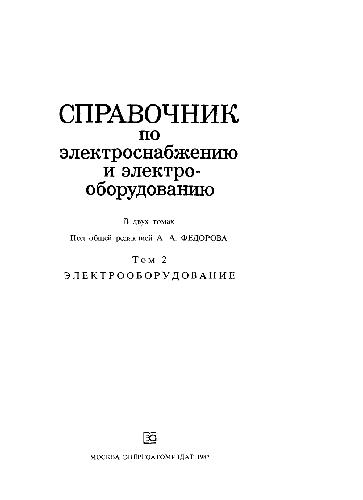 СПРАВОЧНИК
по
электроснабжению
и электро-
оборудованию
В двух томах
Под общей редакцией А. А. ФЕДОРОВА
Том 2
ЭЛЕКТРООБОРУДОВАНИЕ
МОСКВА ЭНЕРГОАТОМИЗДАТ